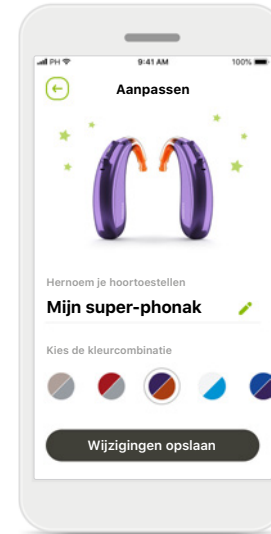 PH 9:41 AM 100%
Aanpassen
Hernoem je hoortoestellen
Mijn super-phonak
Kies de kleurcombinatie
Wijzigingen opslaan